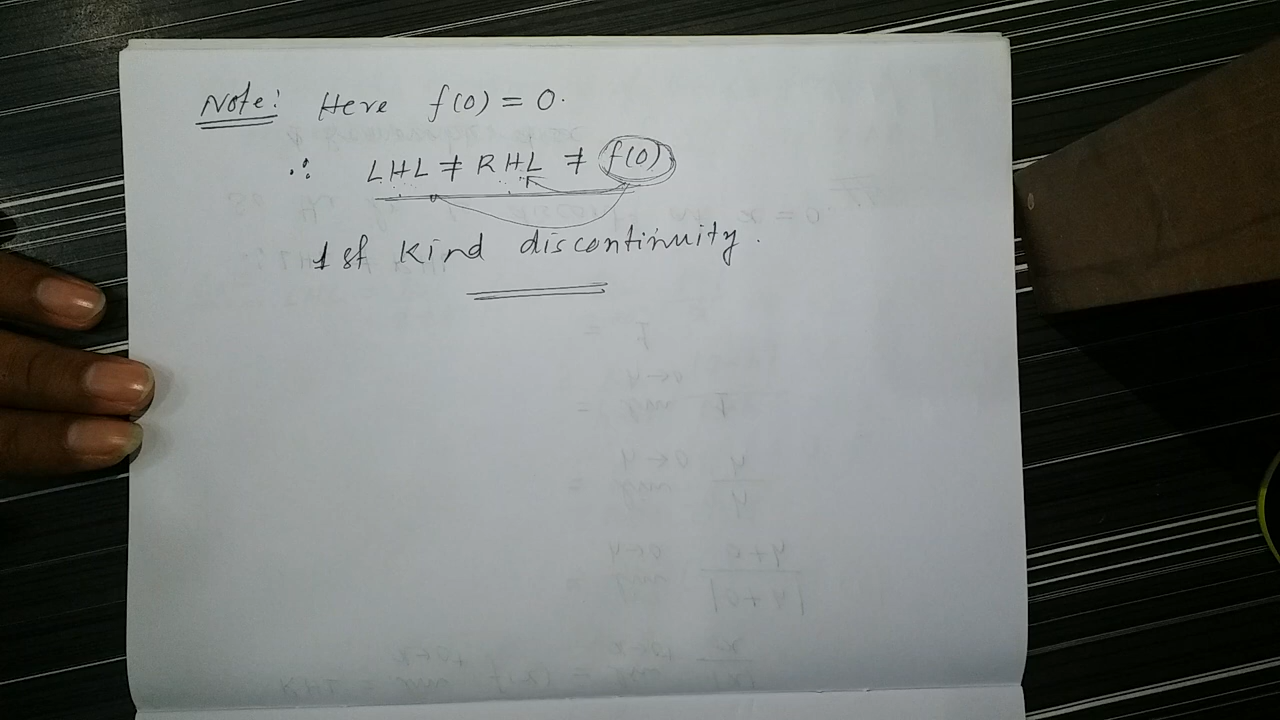 Note: Here f(0) = 0.
∴ LHL ≠ RHL ≠ f(0)
1st kind discontinuity.